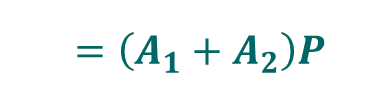 = (A₁ + A₂)P